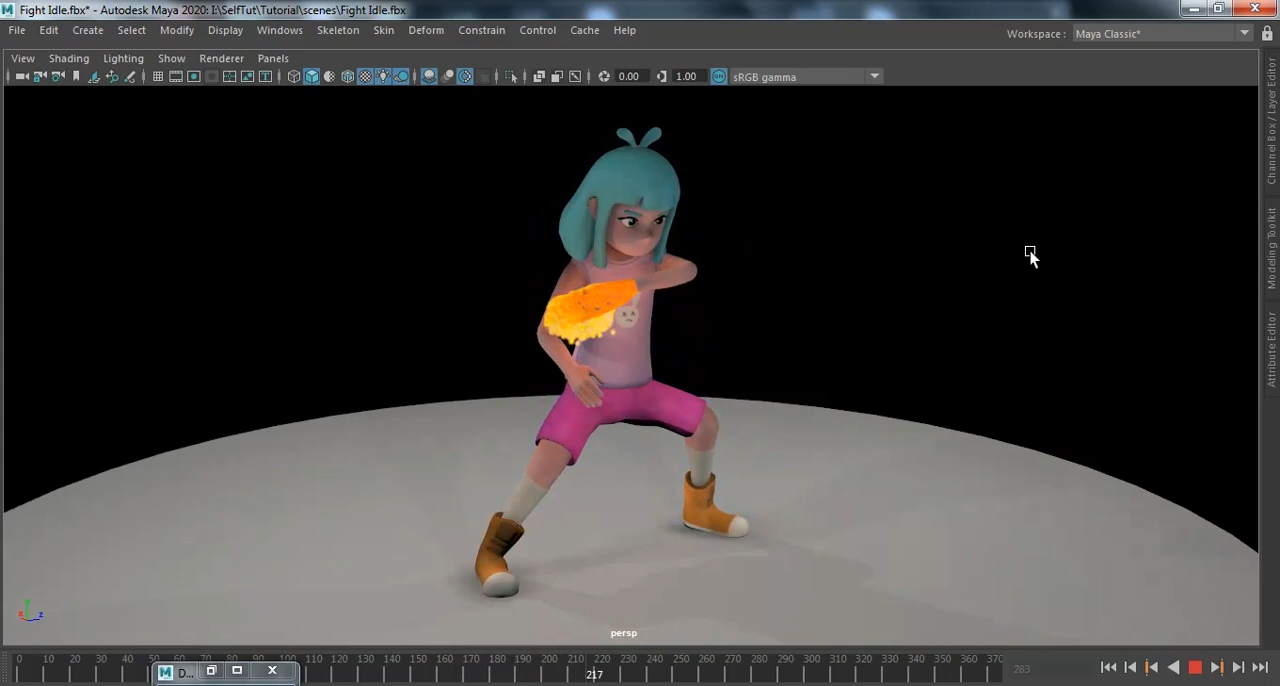 Fight Idle.fbx* - Autodesk Maya 2020: I:\SelfTut\Tutorial\scenes\Fight Idle.fbx
File Edit Create Select Modify Display Windows Skeleton Skin Deform Constrain Control Cache Help
Workspace : Maya Classic*
View Shading Lighting Show Renderer Panels
0.00 1.00 ON sRGB gamma
Channel Box / Layer Editor
Modeling Toolkit
Attribute Editor
x z
persp
0 10 20 30 40 50 60 70 80 90 100 110 120 130 140 150 160 170 180 190 200 210 220 230 240 250 260 270 280 290 300 310 320 330 340 350 360 370
217
283
D...